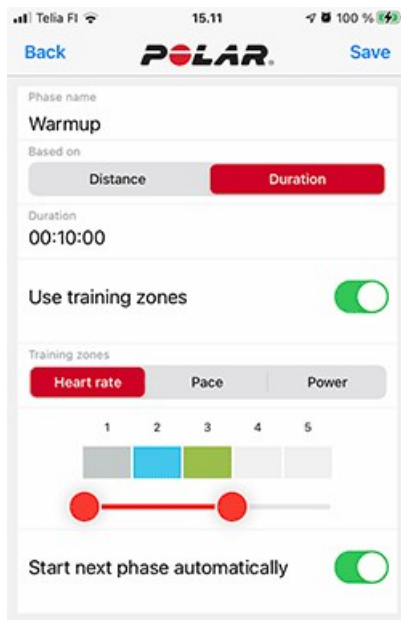 Telia FI 15.11 100 %
Back POLAR. Save
Phase name
Warmup
Based on
Distance Duration
Duration
00:10:00
Use training zones
Training zones
Heart rate Pace Power
1 2 3 4 5
Start next phase automatically